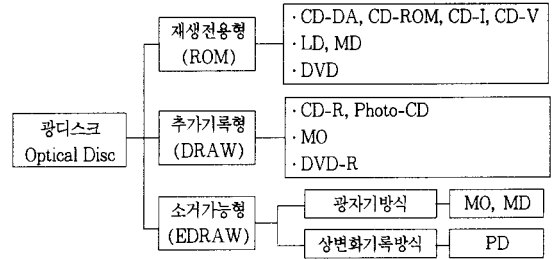 재생전용형
(ROM)
· CD-DA, CD-ROM, CD-I, CD-V
· LD, MD
· DVD
광디스크
Optical Disc
추가기록형
(DRAW)
· CD-R, Photo-CD
· MO
· DVD-R
소거가능형
(EDRAW)
광자기방식
MO, MD
상변화기록방식
PD